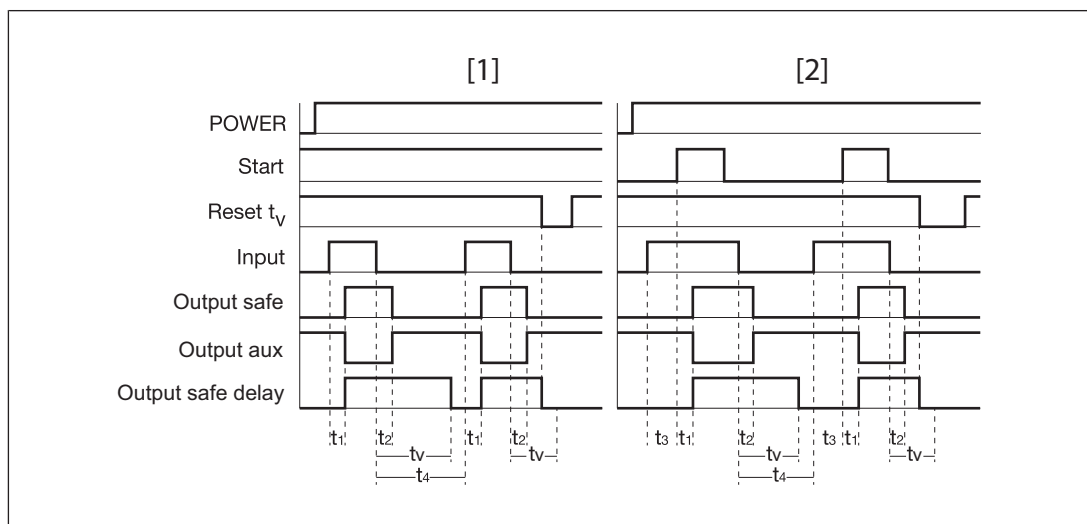 [1] [2]
POWER
Start
Reset tV
Input
Output safe
Output aux
Output safe delay
t1 t2 t1 t2 t3 t1 t2 t3 t1 t2
tv tv tv tv
t4 t4